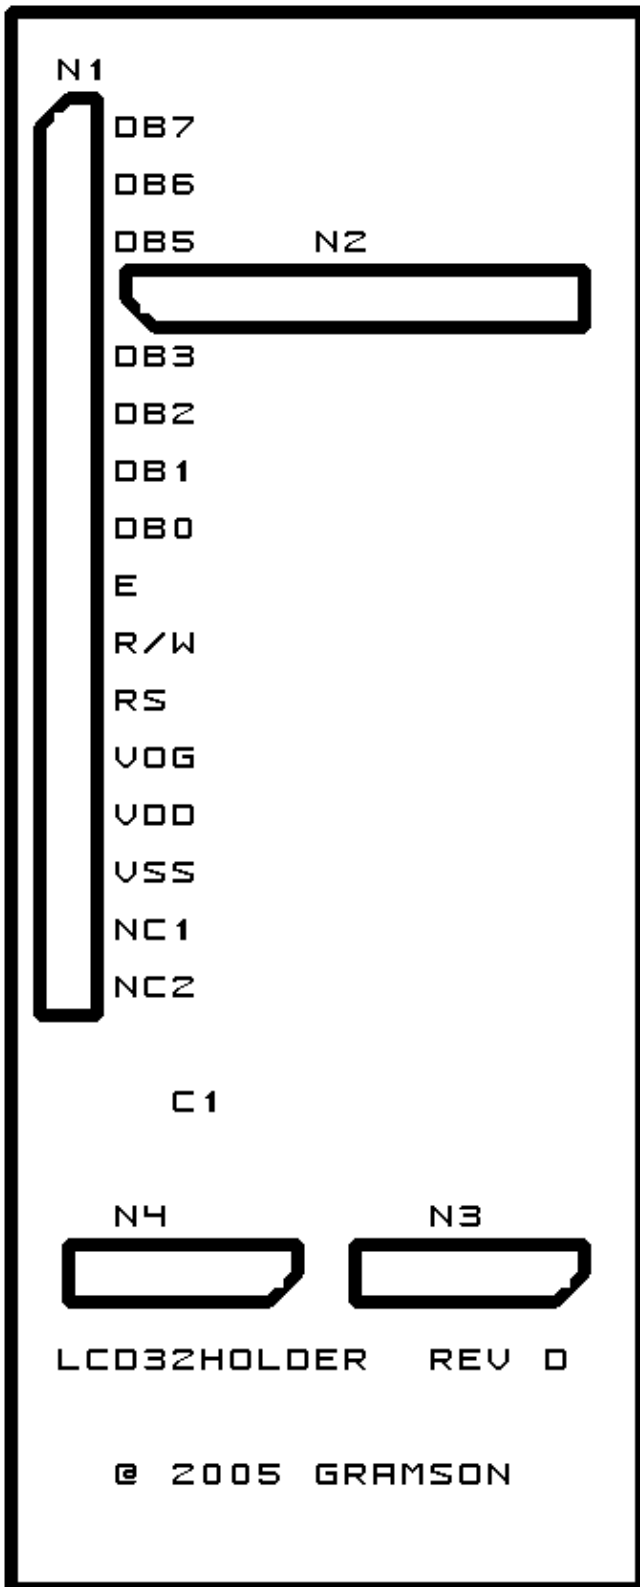 N1
DB7
DB6
DB5 N2
DB3
DB2
DB1
DB0
E
R/W
RS
VOG
VDD
VSS
NC1
NC2
C1
N4 N3
LCD32HOLDER REV D
@ 2005 GRAMSON